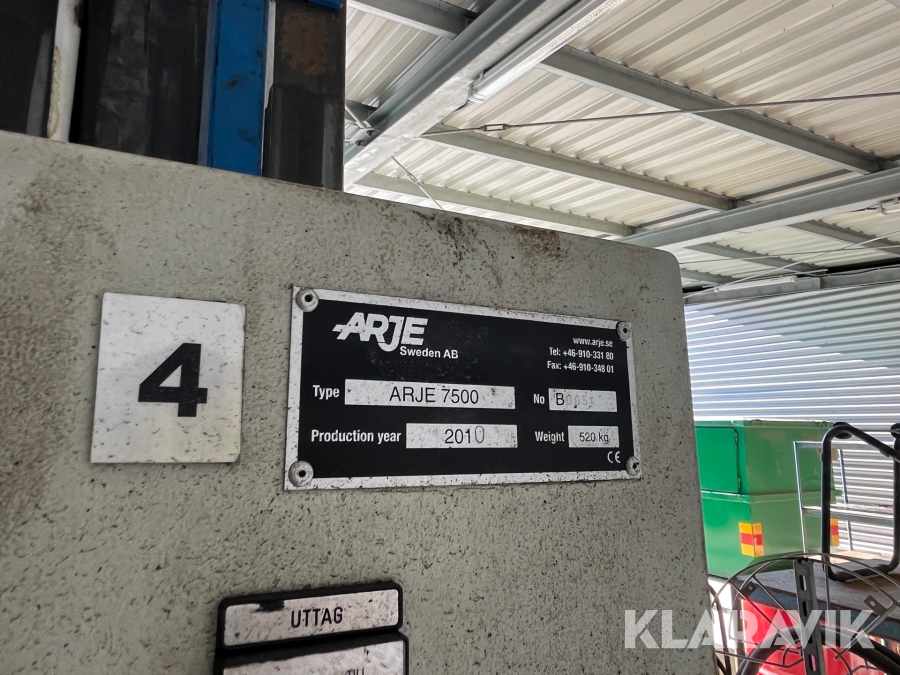 4
ARJE
Sweden AB
www.arje.se
Tel: +46-910-331 80
Fax: +46-910-348 01
Type ARJE 7500 No B0051
Production year 2010 Weight 520 kg
CE
UTTAG
KLARAVIK